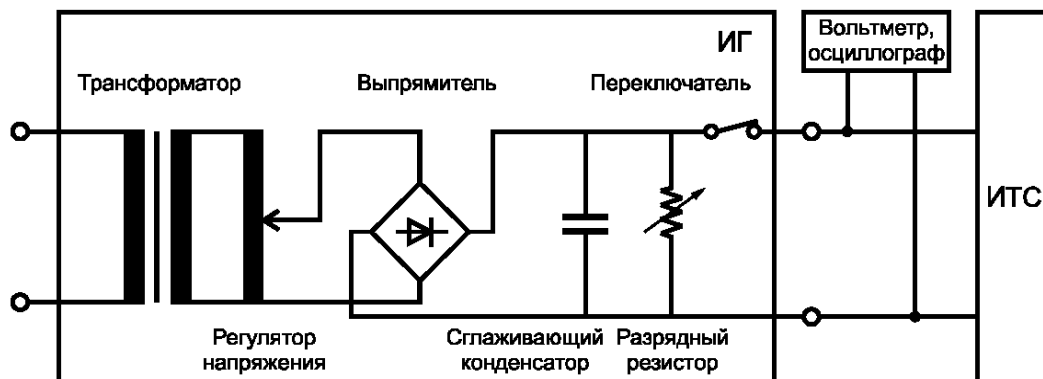 ИГ
Вольтметр,
осциллограф
Трансформатор
Выпрямитель
Переключатель
ИТС
Регулятор
напряжения
Сглаживающий
конденсатор
Разрядный
резистор